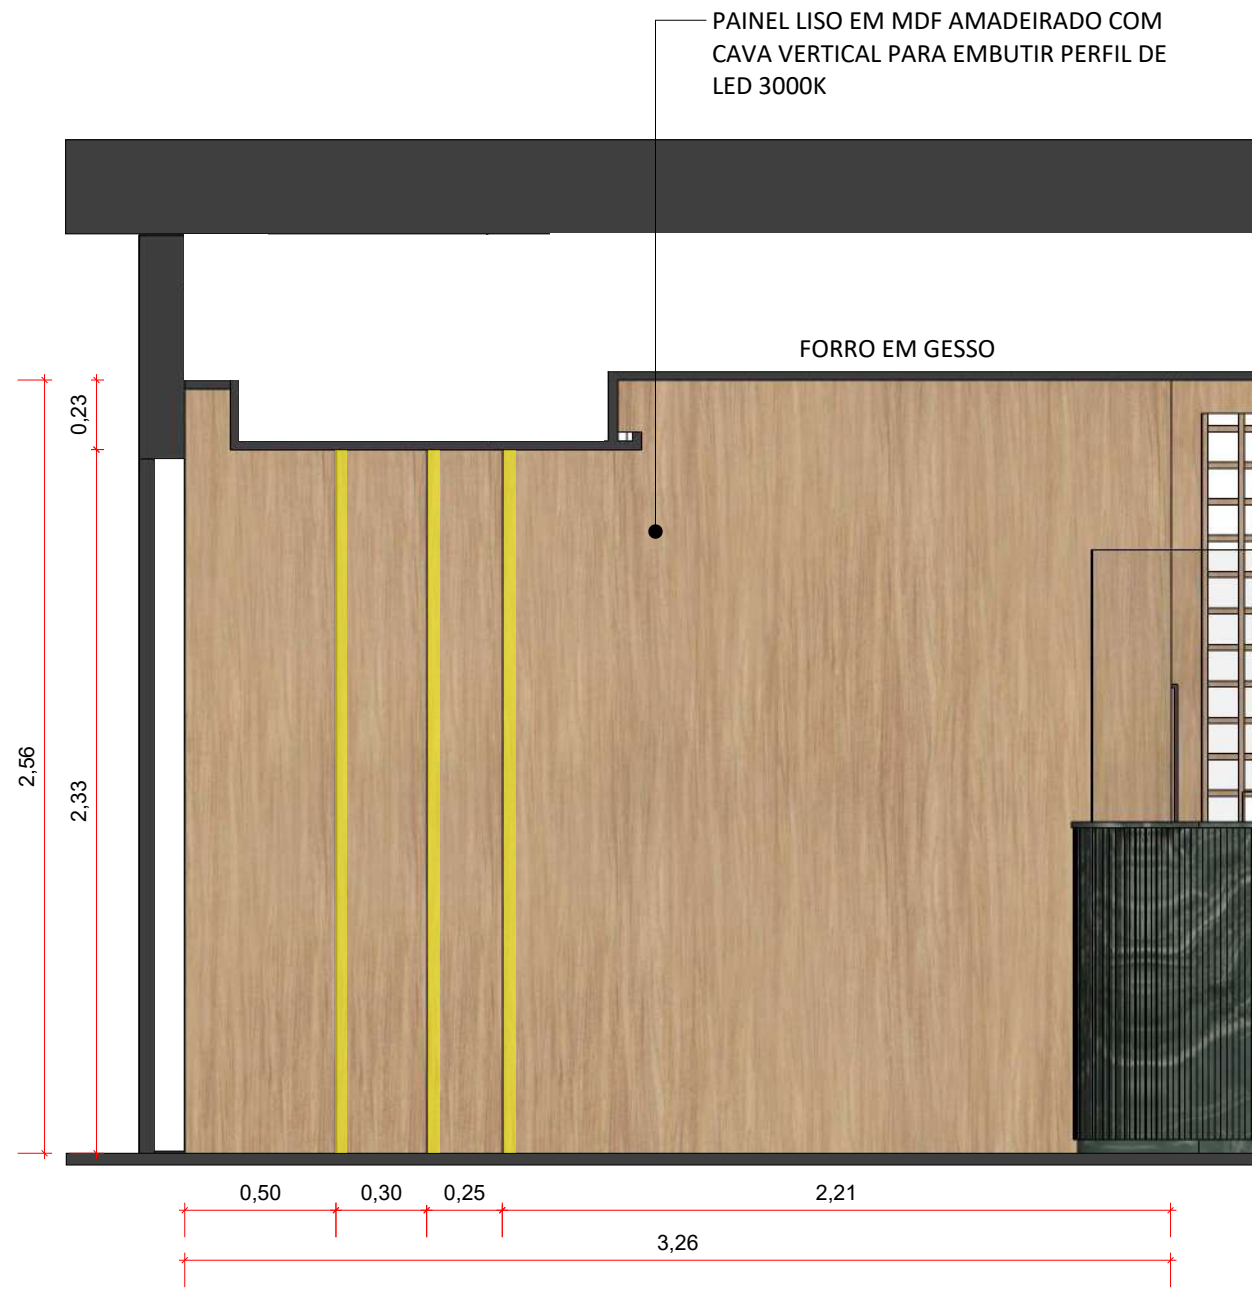 PAINEL LISO EM MDF AMADEIRADO COM
CAVA VERTICAL PARA EMBUTIR PERFIL DE
LED 3000K
FORRO EM GESSO
0,23
2,56
2,33
0,50
0,30
0,25
2,21
3,26